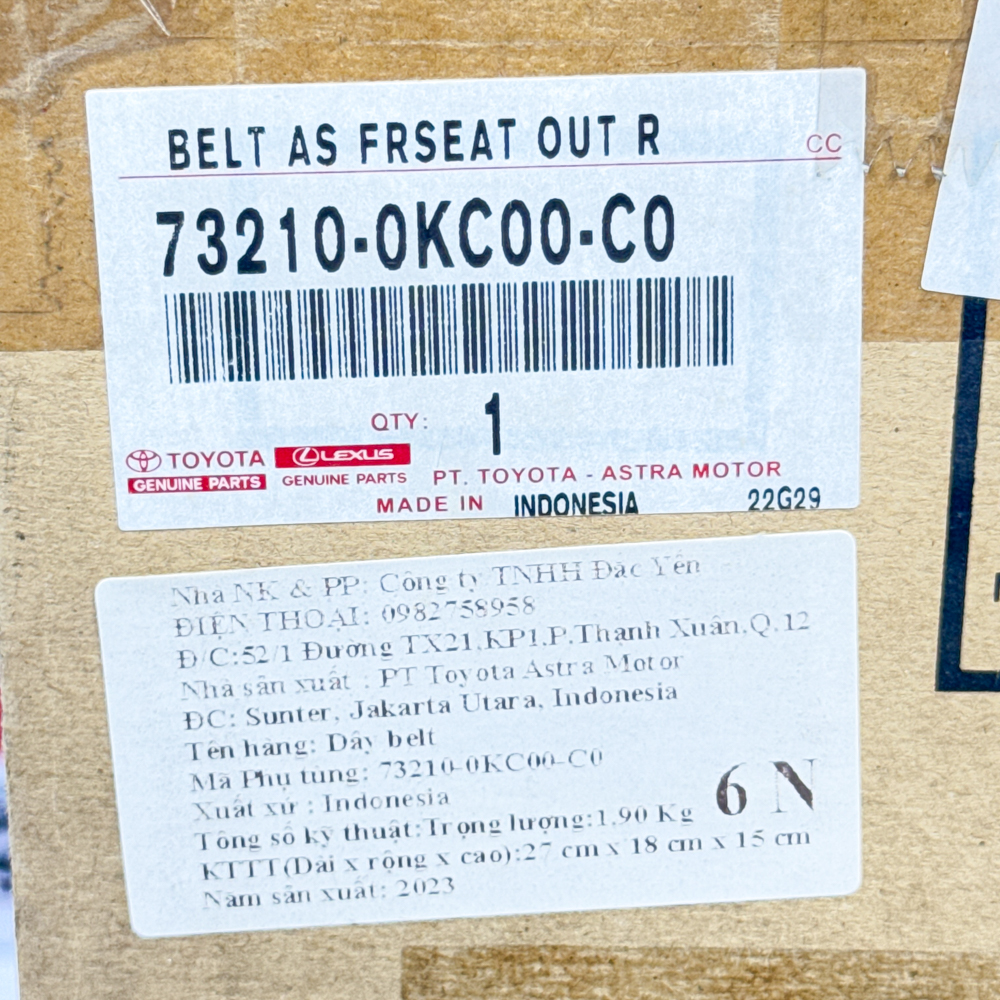 BELT AS FRSEAT OUT R
CC
73210-0KC00-C0
QTY: 1
TOYOTA
GENUINE PARTS
LEXUS
GENUINE PARTS
PT. TOYOTA - ASTRA MOTOR
MADE IN INDONESIA 22G29
Nhà NK & PP: Công ty TNHH Đắc Yên
ĐIỆN THOẠI: 0982758958
Đ/C:52/1 Đường TX21,KP1,P.Thạnh Xuân,Q.12
Nhà sản xuất : PT Toyota Astra Motor
ĐC: Sunter, Jakarta Utara, Indonesia
Tên hàng: Dây belt
Mã Phụ tùng: 73210-0KC00-C0
Xuất xứ : Indonesia
6 N
Tông số kỹ thuật:Trọng lượng:1.90 Kg
KTTT(Dài x rộng x cao):27 cm x 18 cm x 15 cm
Năm sản xuất: 2023